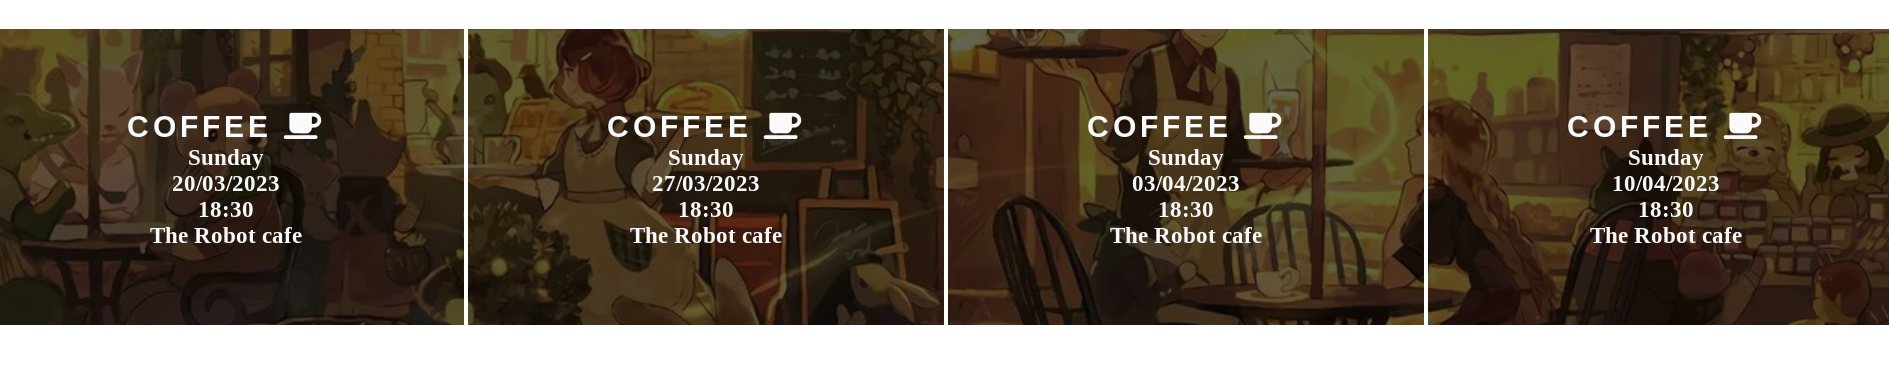 COFFEE
Sunday
20/03/2023
18:30
The Robot cafe
COFFEE
Sunday
27/03/2023
18:30
The Robot cafe
COFFEE
Sunday
03/04/2023
18:30
The Robot cafe
COFFEE
Sunday
10/04/2023
18:30
The Robot cafe